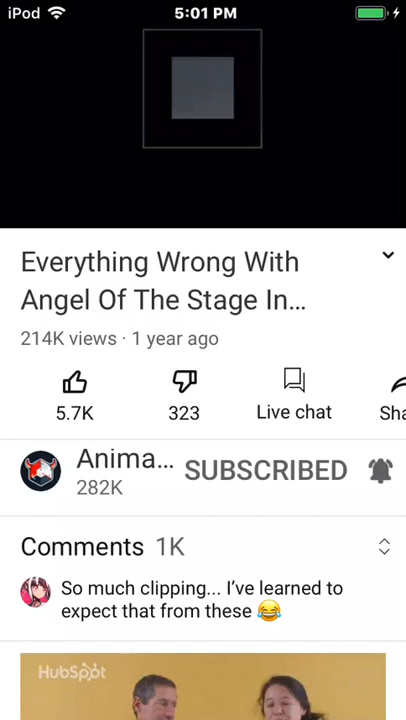 iPod 5:01 PM
Everything Wrong With
Angel Of The Stage In...
214K views · 1 year ago
5.7K 323 Live chat Sha
Anima... SUBSCRIBED
282K
Comments 1K
So much clipping... I've learned to
expect that from these 😂
HubSpot